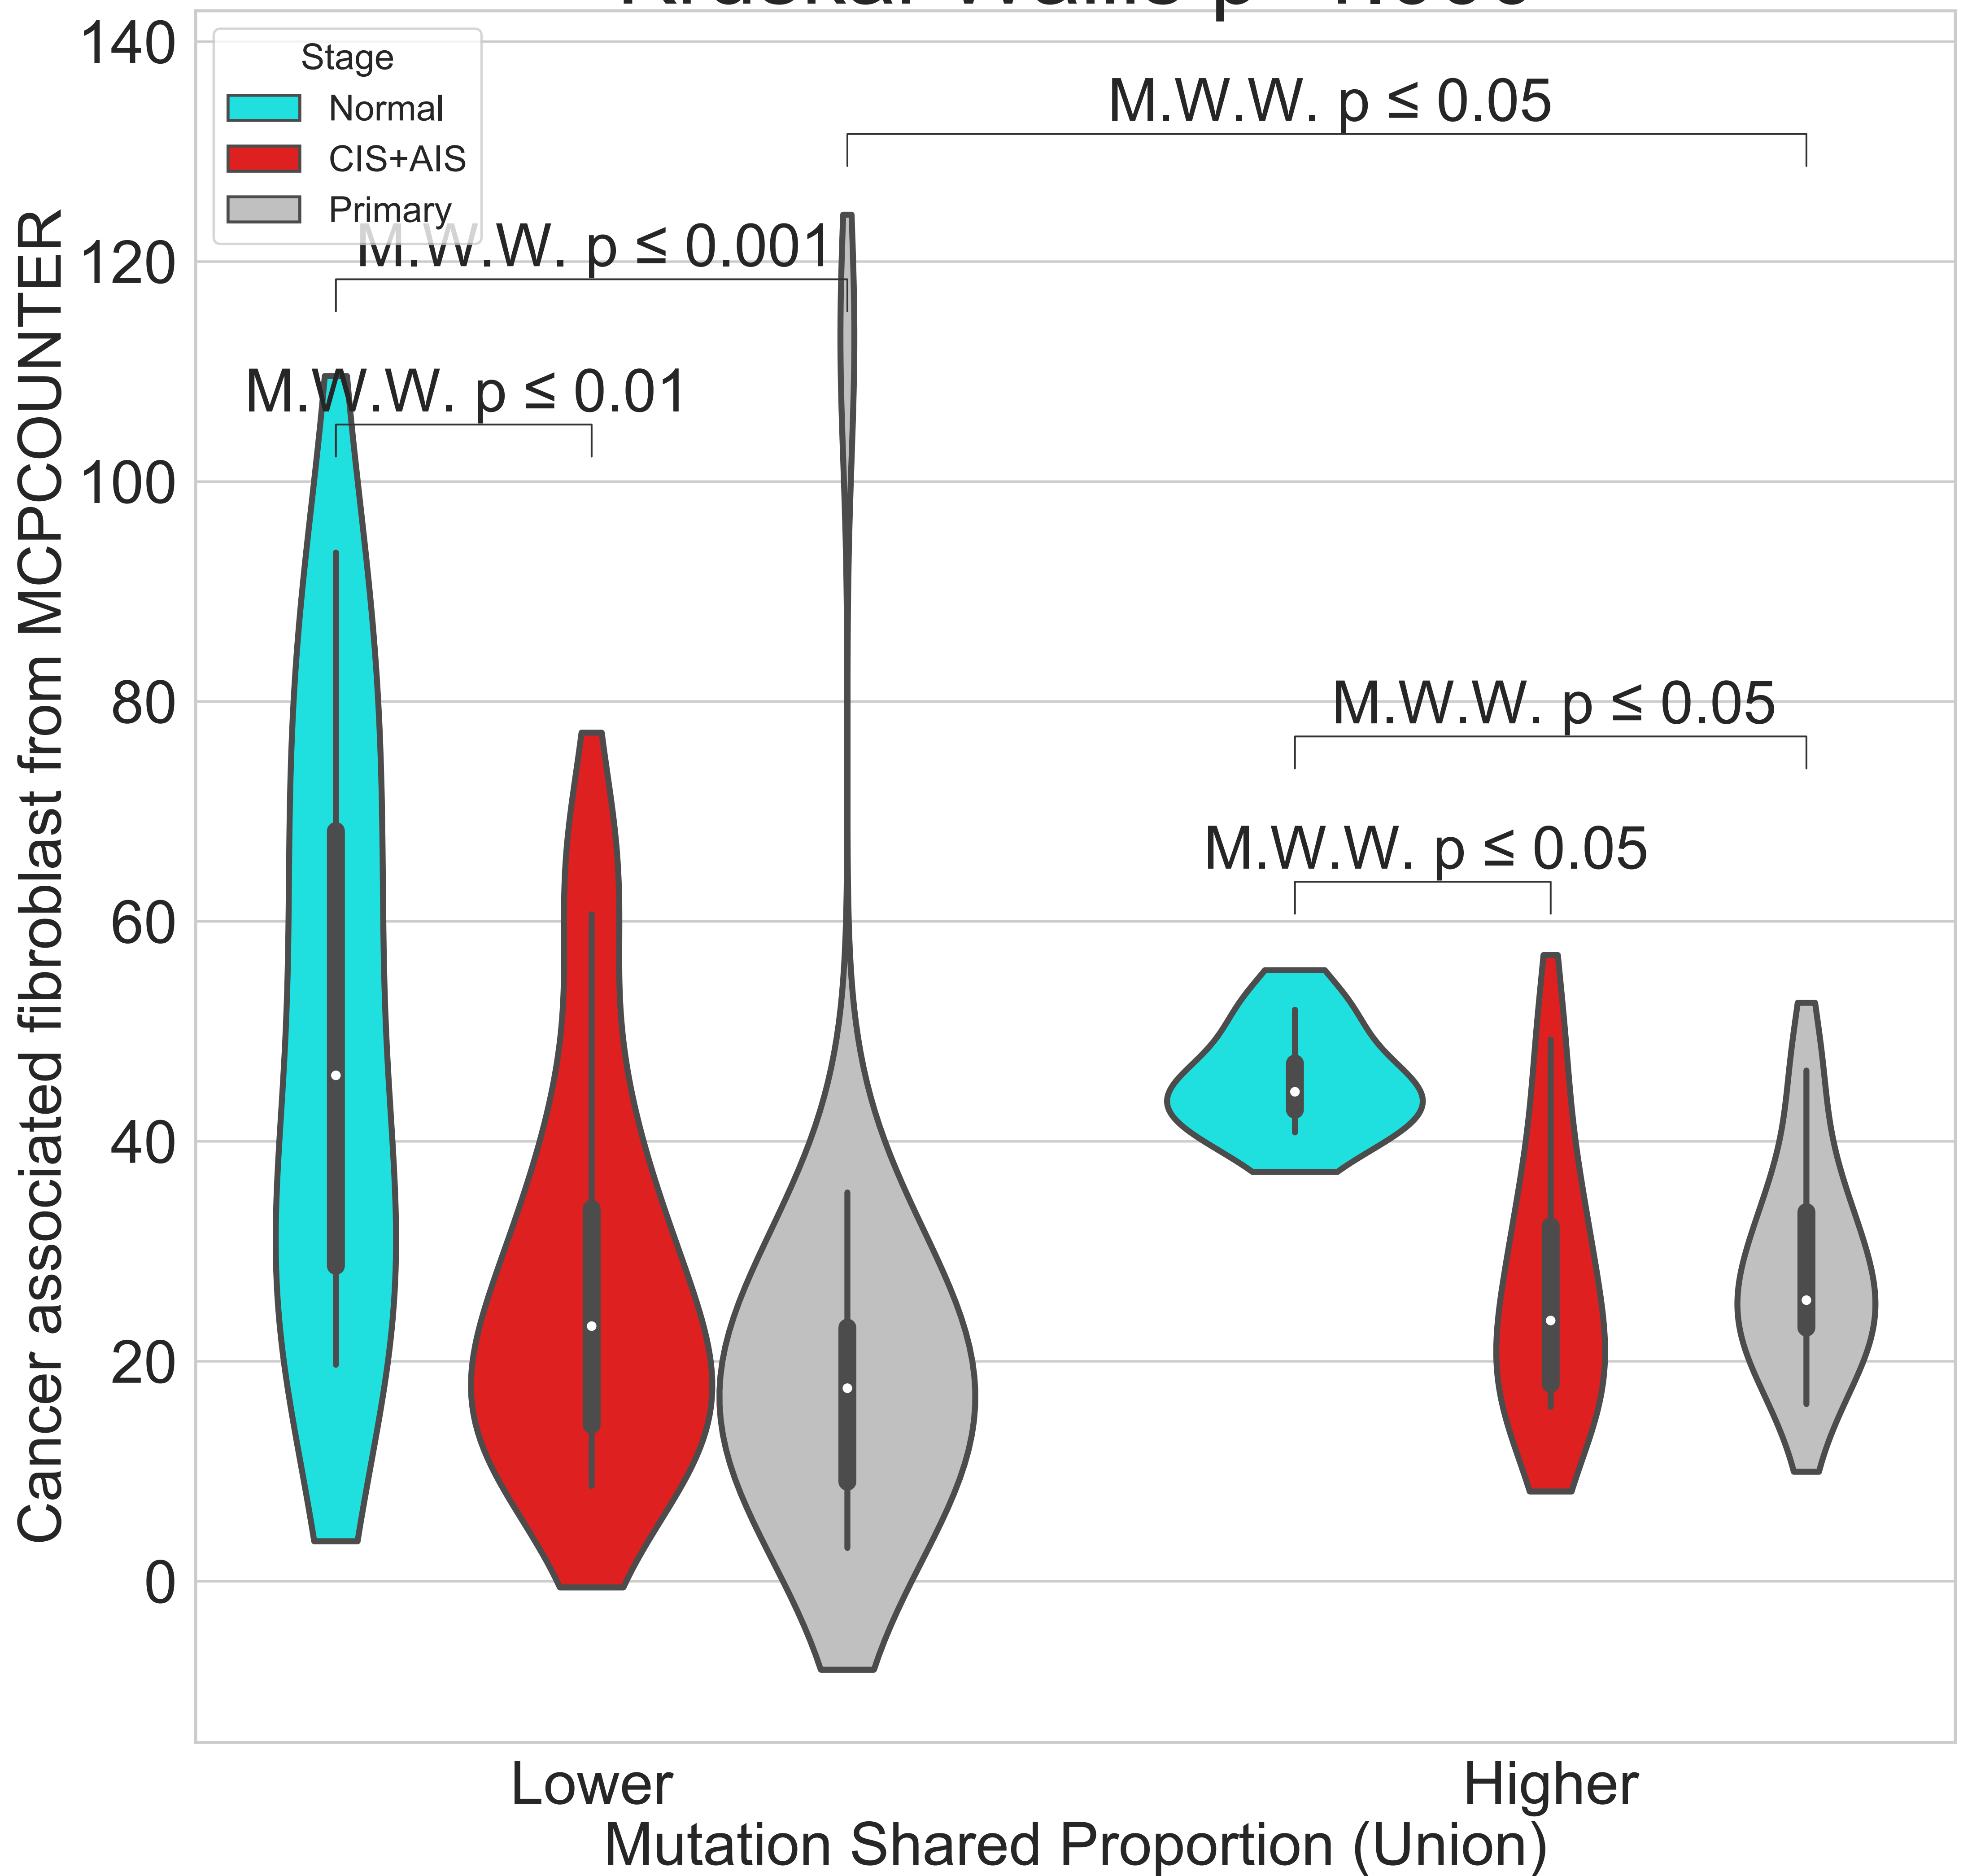 140
120
100
80
60
40
20
0
Cancer associated fibroblast from MCPCOUNTER
Stage
Normal
CIS+AIS
Primary
M.W.W. p ≤ 0.05
M.W.W. p ≤ 0.001
M.W.W. p ≤ 0.01
M.W.W. p ≤ 0.05
M.W.W. p ≤ 0.05
Lower
Higher
Mutation Shared Proportion (Union)